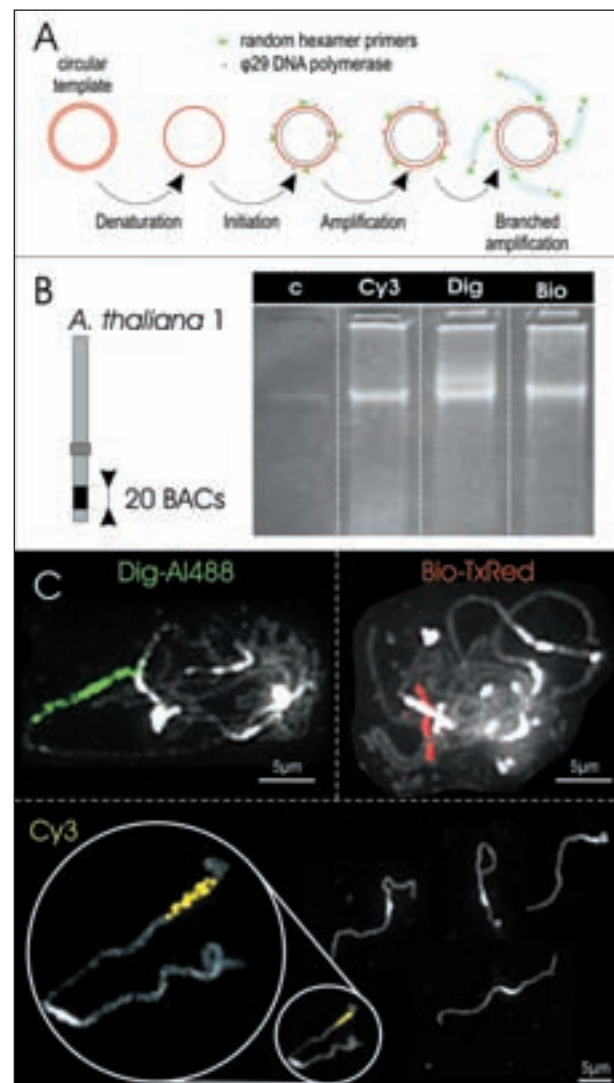 A
random hexamer primers
φ29 DNA polymerase
circular
template
Denaturation
Initiation
Amplification
Branched
amplification
B
A. thaliana 1
20 BACs
c Cy3 Dig Bio
C
Dig-Al488
Bio-TxRed
5µm
5µm
Cy3
5µm